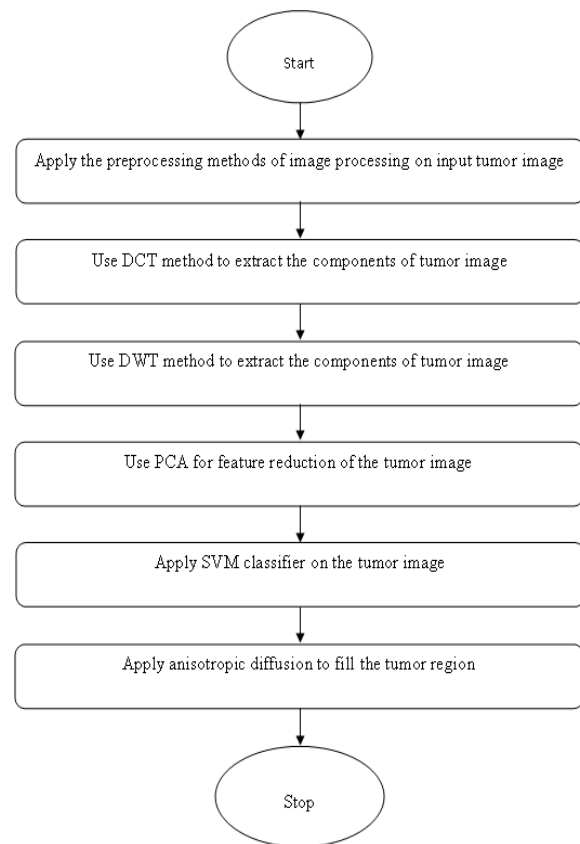 Start
Apply the preprocessing methods of image processing on input tumor image
Use DCT method to extract the components of tumor image
Use DWT method to extract the components of tumor image
Use PCA for feature reduction of the tumor image
Apply SVM classifier on the tumor image
Apply anisotropic diffusion to fill the tumor region
Stop